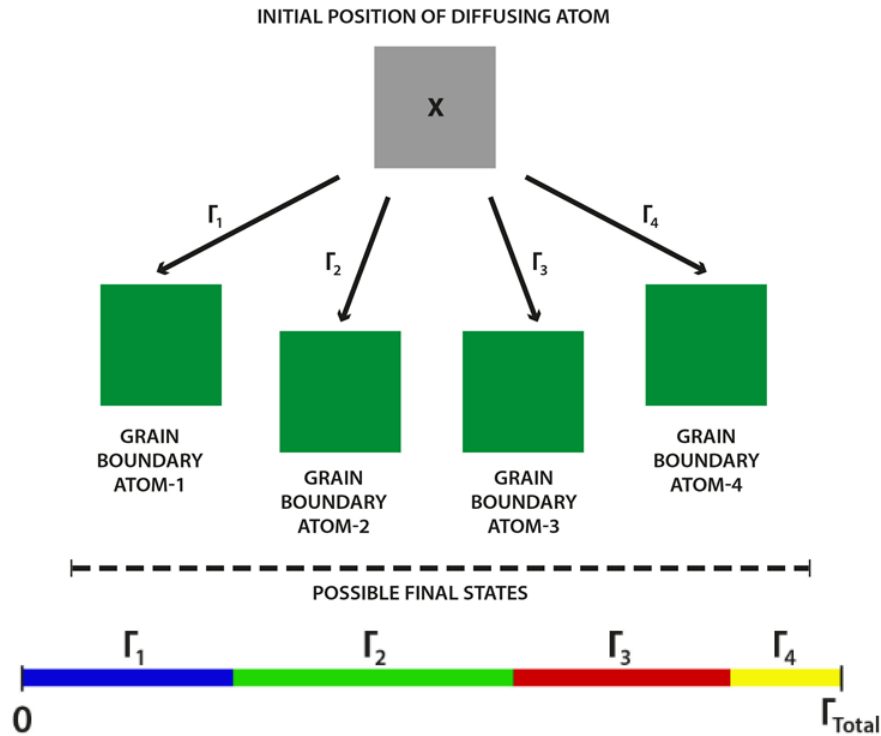 INITIAL POSITION OF DIFFUSING ATOM
X
Γ₁
Γ₂
Γ₃
Γ₄
GRAIN
BOUNDARY
ATOM-1
GRAIN
BOUNDARY
ATOM-2
GRAIN
BOUNDARY
ATOM-3
GRAIN
BOUNDARY
ATOM-4
POSSIBLE FINAL STATES
Γ₁ Γ₂ Γ₃ Γ₄
0 Γ_Total